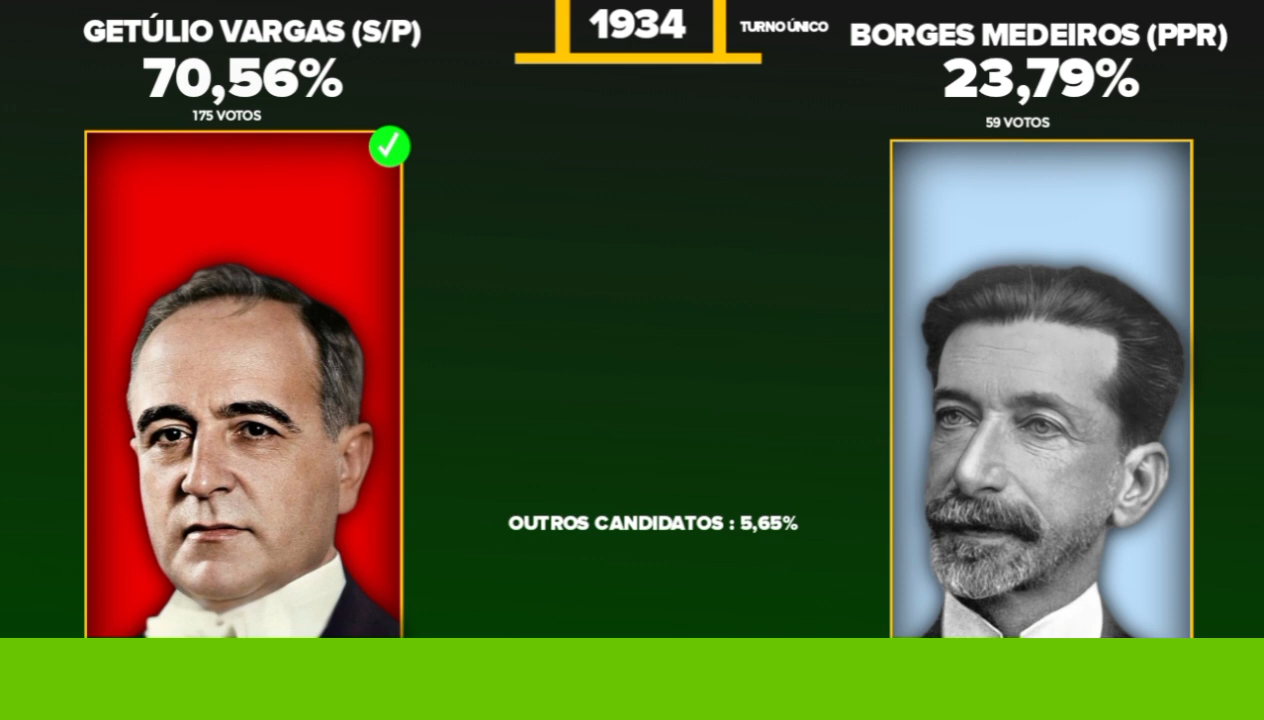 GETÚLIO VARGAS (S/P)
70,56%
175 VOTOS
1934
TURNO ÚNICO
BORGES MEDEIROS (PPR)
23,79%
59 VOTOS
OUTROS CANDIDATOS : 5,65%